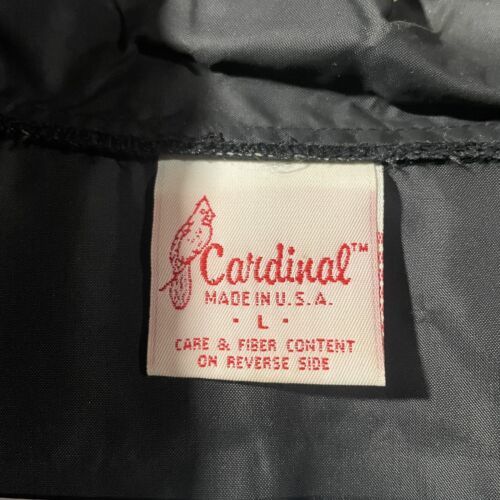 Cardinal™
MADE IN U.S.A.
- L -
CARE & FIBER CONTENT
ON REVERSE SIDE